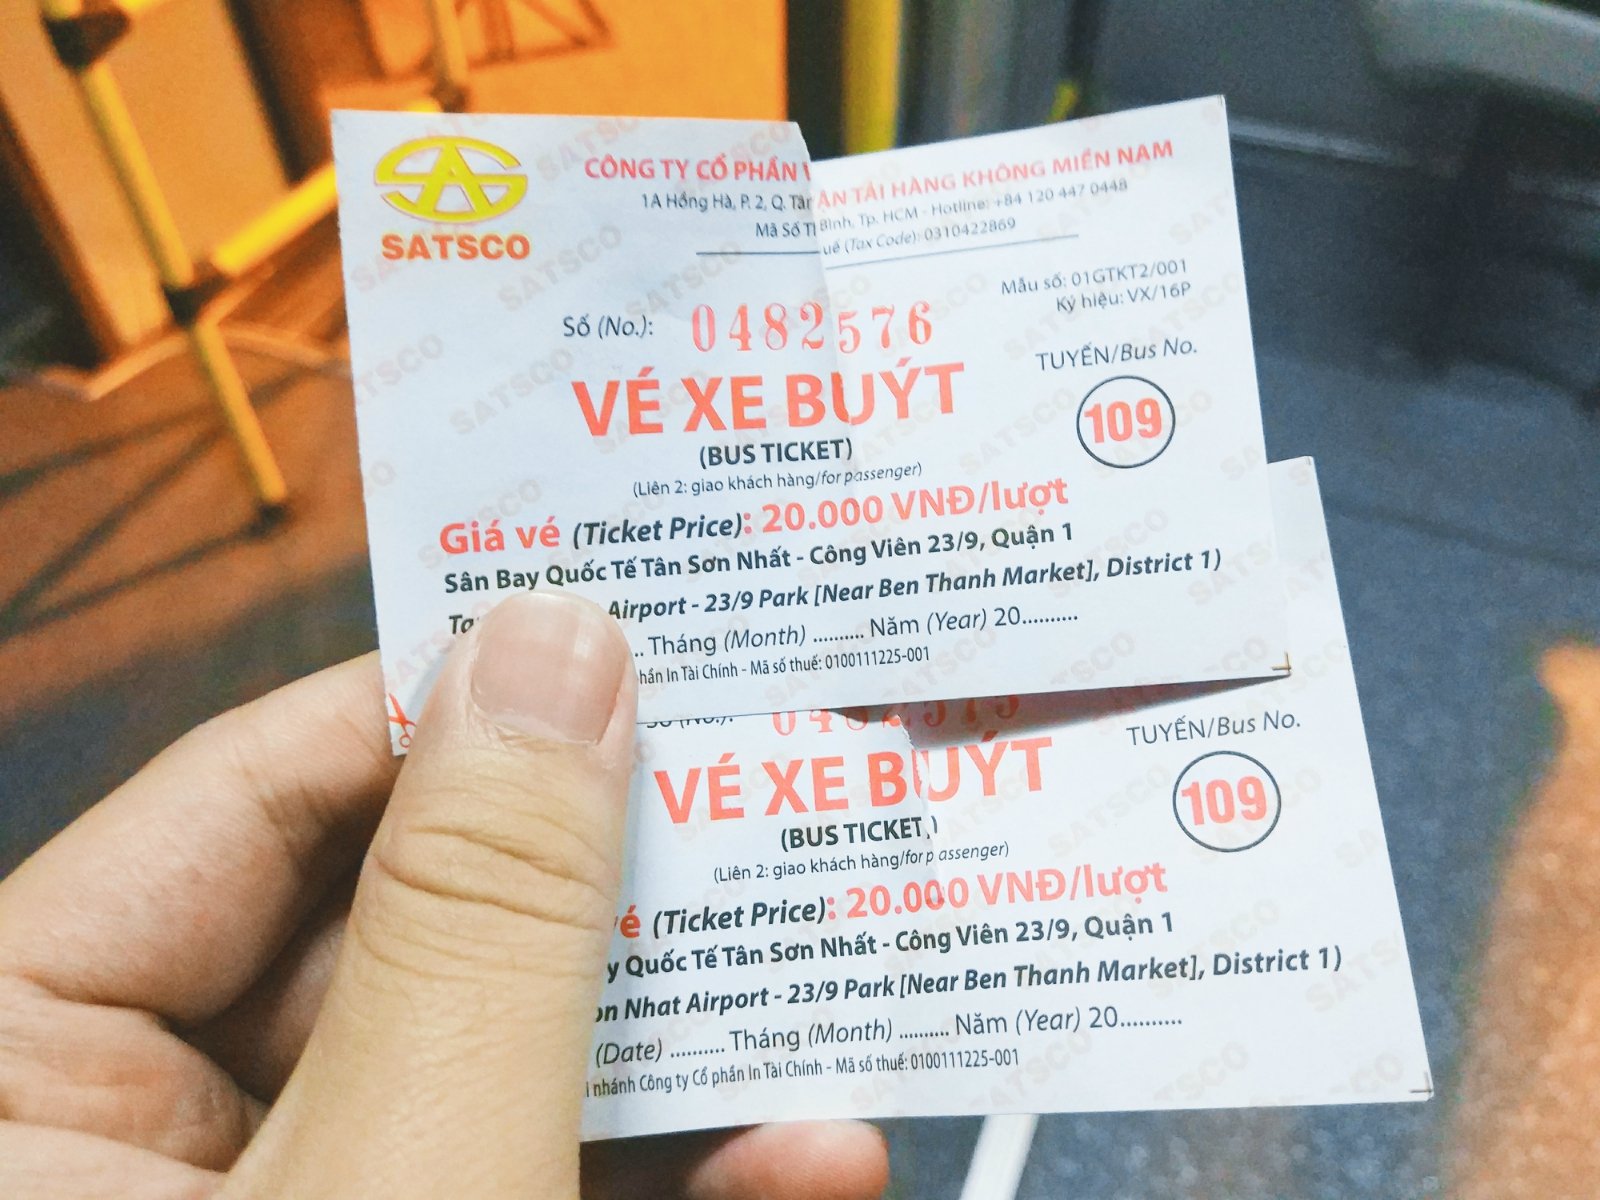 SATSCO
CÔNG TY CỔ PHẦN VẬN TẢI HÀNG KHÔNG MIỀN NAM
1A Hồng Hà, P. 2, Q. Tân Bình, Tp. HCM - Hotline: +84 120 447 0448
Mã Số Thuế (Tax Code): 0310422869
Mẫu số: 01GTKT2/001
Ký hiệu: VX/16P
Số (No.): 0482576
TUYẾN/Bus No.
109
VÉ XE BUÝT
(BUS TICKET)
(Liên 2: giao khách hàng/for passenger)
Giá vé (Ticket Price): 20.000 VNĐ/lượt
Sân Bay Quốc Tế Tân Sơn Nhất - Công Viên 23/9, Quận 1
Airport - 23/9 Park [Near Ben Thanh Market], District 1)
.. Tháng (Month) .......... Năm (Year) 20..........
hần In Tài Chính - Mã số thuế: 0100111225-001
Số (No.): 0482575
TUYẾN/Bus No.
109
VÉ XE BUÝT
(BUS TICKET)
(Liên 2: giao khách hàng/for passenger)
vé (Ticket Price): 20.000 VNĐ/lượt
y Quốc Tế Tân Sơn Nhất - Công Viên 23/9, Quận 1
on Nhat Airport - 23/9 Park [Near Ben Thanh Market], District 1)
(Date) .......... Tháng (Month) .......... Năm (Year) 20..........
i nhánh Công ty Cổ phần In Tài Chính - Mã số thuế: 0100111225-001